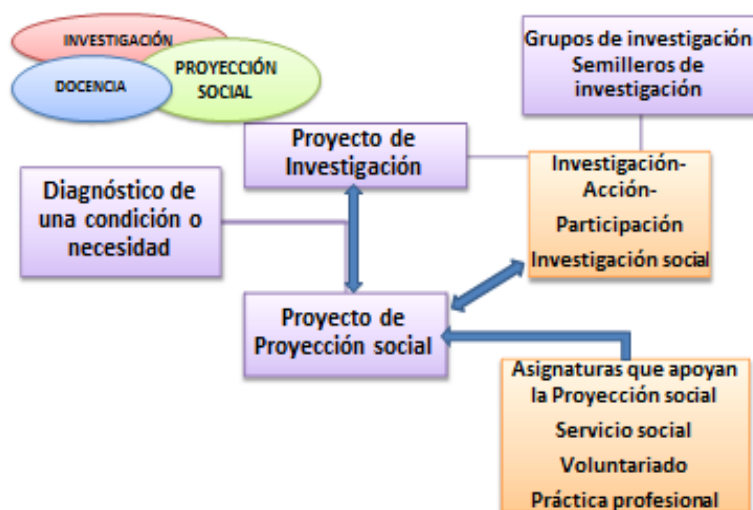 INVESTIGACIÓN
PROYECCIÓN
SOCIAL
DOCENCIA
Grupos de investigación
Semilleros de
investigación
Proyecto de
Investigación
Investigación-
Acción-
Participación
Investigación social
Diagnóstico de
una condición o
necesidad
Proyecto de
Proyección social
Asignaturas que apoyan
la Proyección social
Servicio social
Voluntariado
Práctica profesional